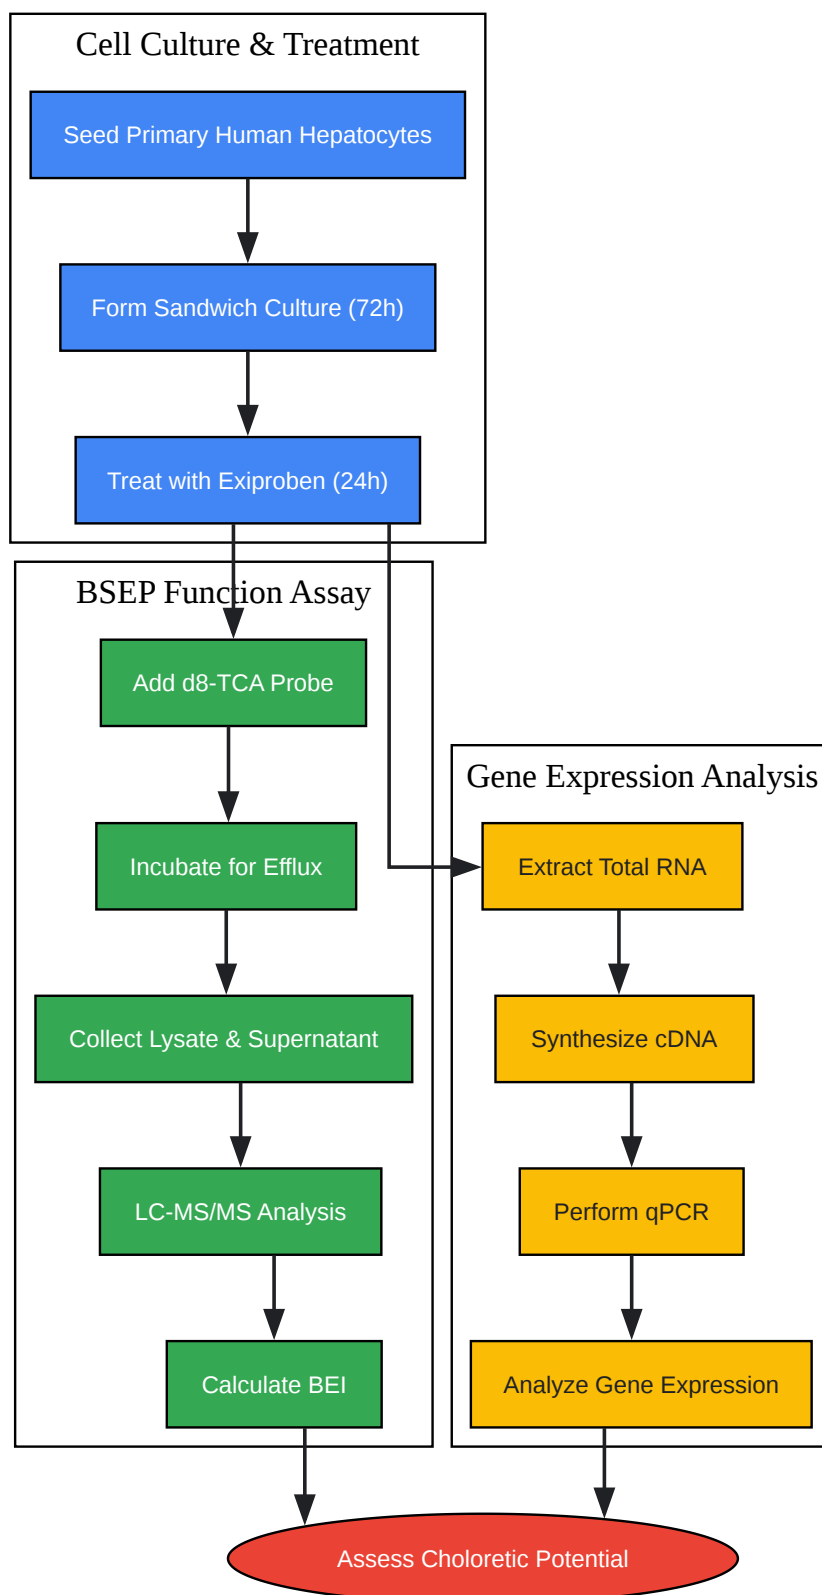 Cell Culture & Treatment
Seed Primary Human Hepatocytes
Form Sandwich Culture (72h)
Treat with Exiproben (24h)
BSEP Function Assay
Add d8-TCA Probe
Incubate for Efflux
Collect Lysate & Supernatant
LC-MS/MS Analysis
Calculate BEI
Gene Expression Analysis
Extract Total RNA
Synthesize cDNA
Perform qPCR
Analyze Gene Expression
Assess Choloretic Potential